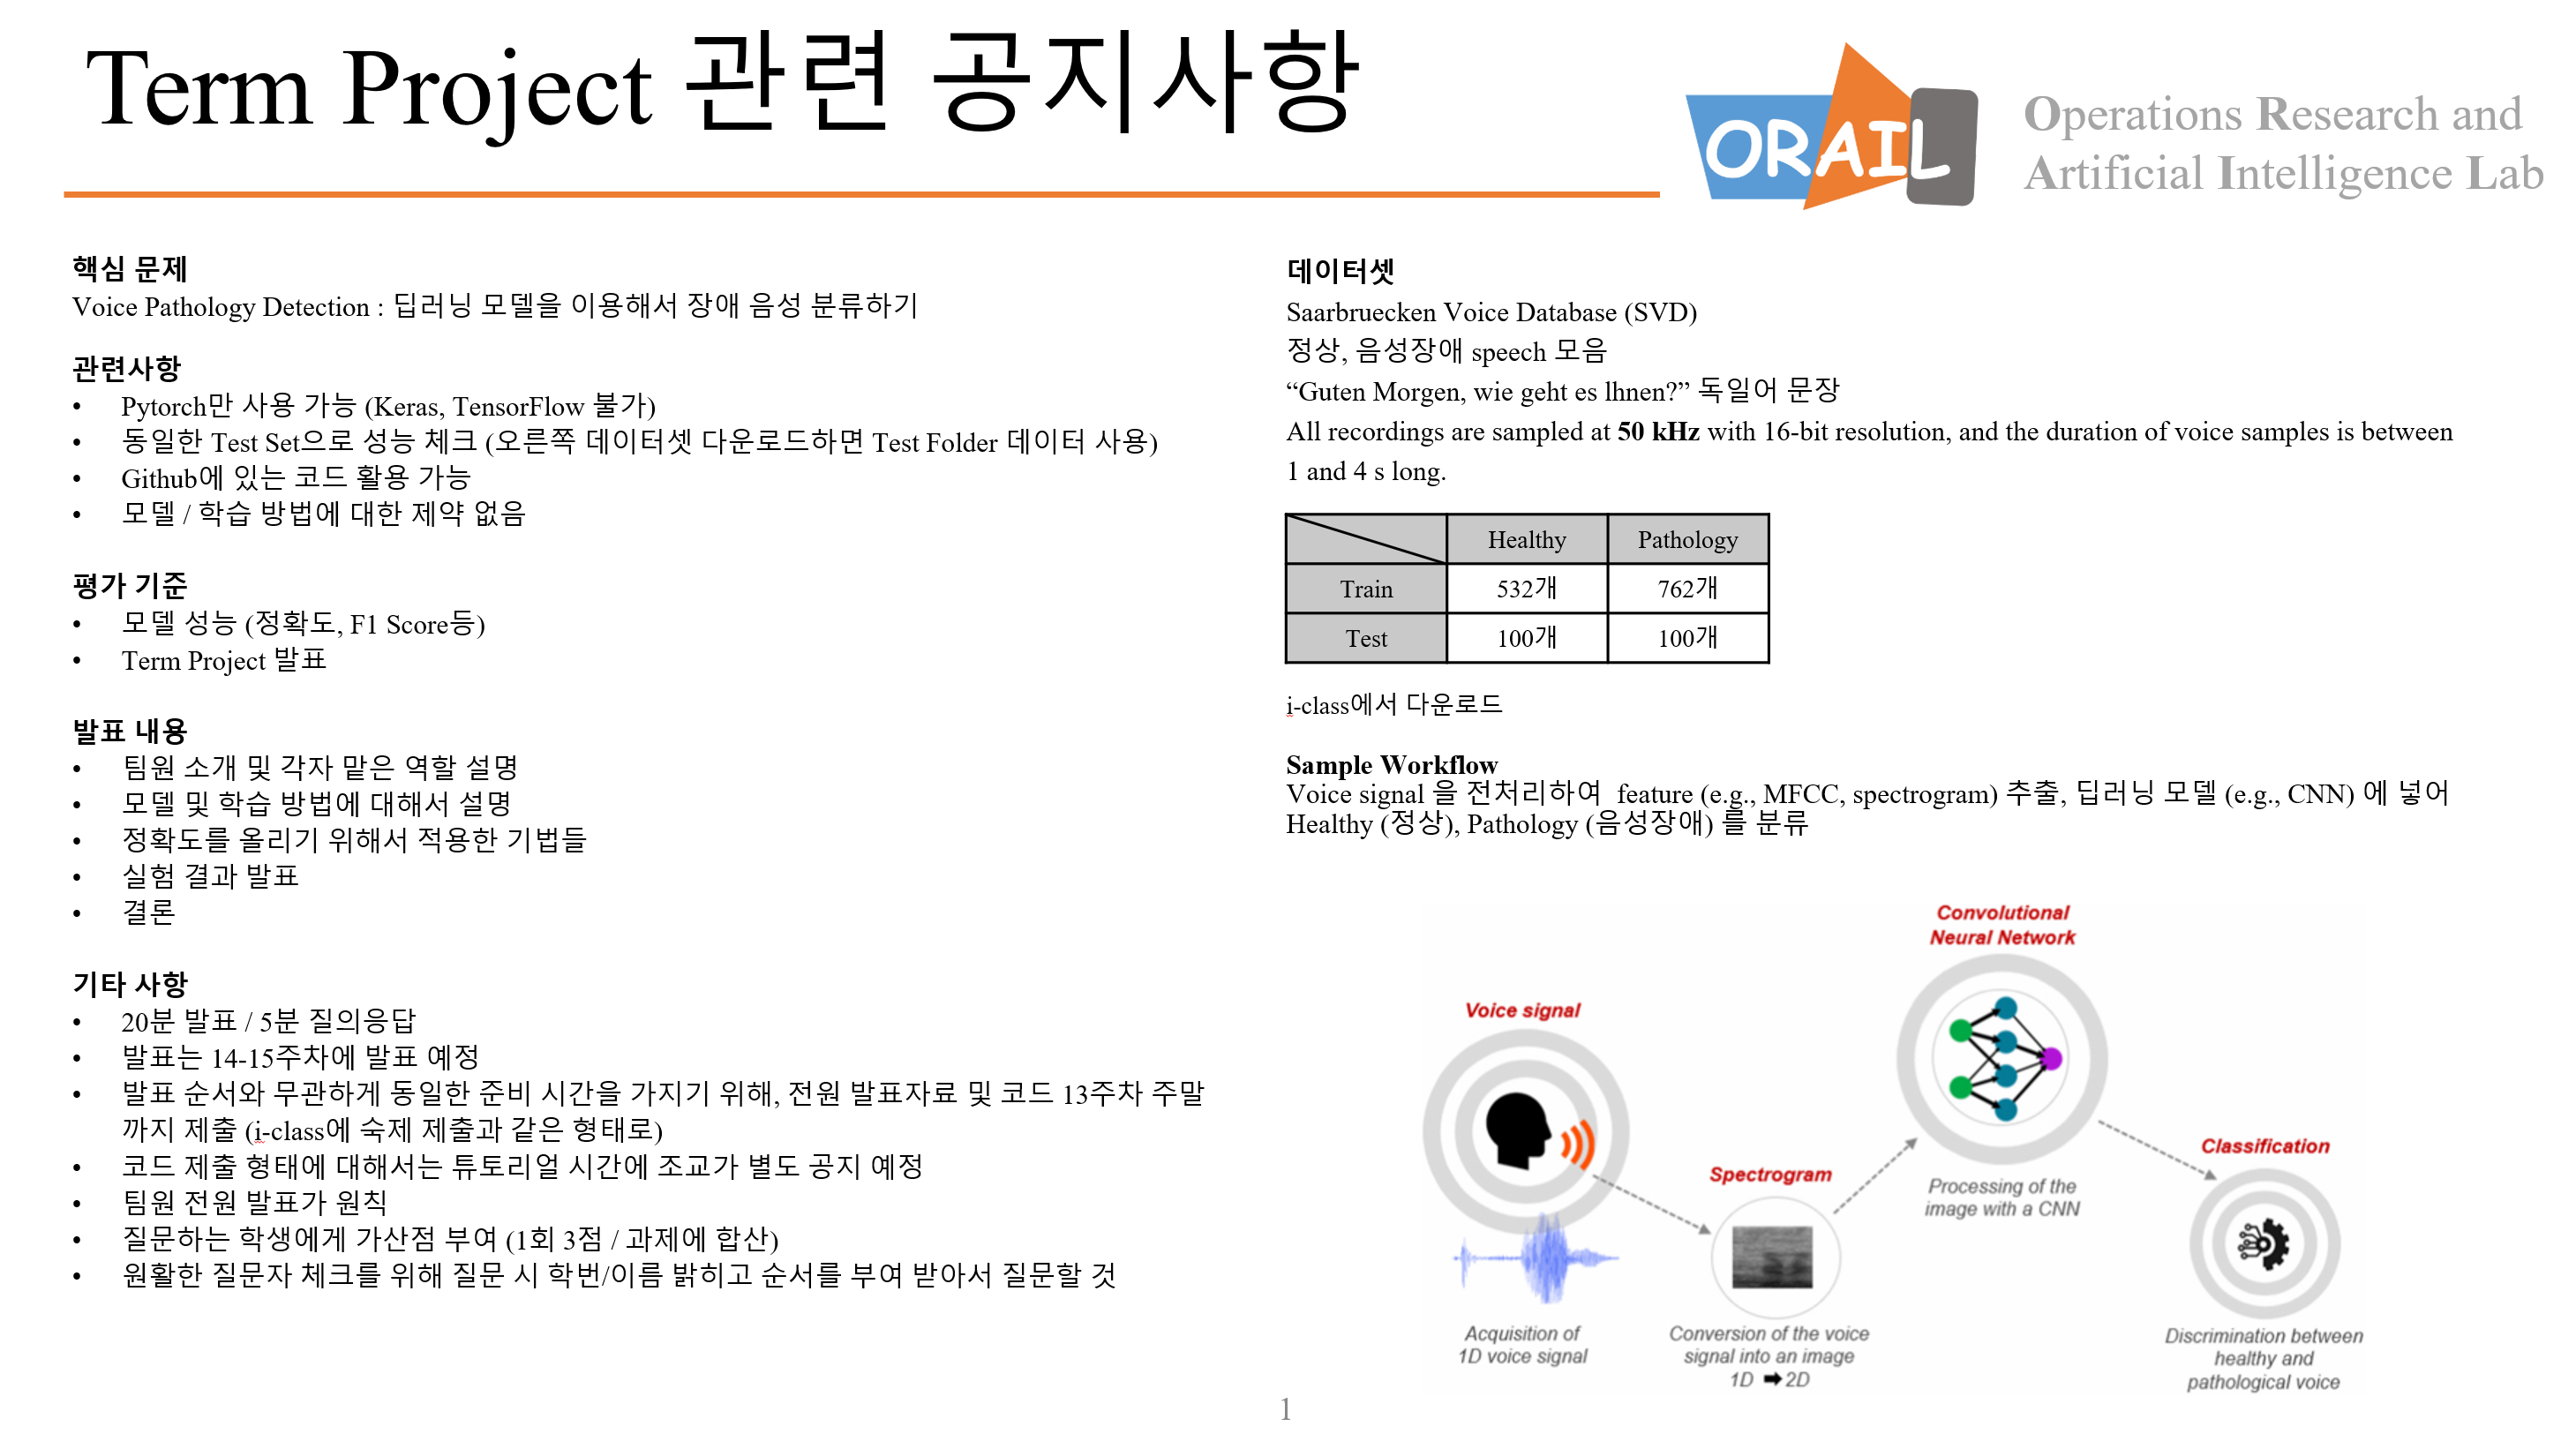 Term Project 관련 공지사항
ORAIL
Operations Research and
Artificial Intelligence Lab
핵심 문제
Voice Pathology Detection : 딥러닝 모델을 이용해서 장애 음성 분류하기
관련사항
• Pytorch만 사용 가능 (Keras, TensorFlow 불가)
• 동일한 Test Set으로 성능 체크 (오른쪽 데이터셋 다운로드하면 Test Folder 데이터 사용)
• Github에 있는 코드 활용 가능
• 모델 / 학습 방법에 대한 제약 없음
평가 기준
• 모델 성능 (정확도, F1 Score등)
• Term Project 발표
발표 내용
• 팀원 소개 및 각자 맡은 역할 설명
• 모델 및 학습 방법에 대해서 설명
• 정확도를 올리기 위해서 적용한 기법들
• 실험 결과 발표
• 결론
기타 사항
• 20분 발표 / 5분 질의응답
• 발표는 14-15주차에 발표 예정
• 발표 순서와 무관하게 동일한 준비 시간을 가지기 위해, 전원 발표자료 및 코드 13주차 주말
까지 제출 (i-class에 숙제 제출과 같은 형태로)
• 코드 제출 형태에 대해서는 튜토리얼 시간에 조교가 별도 공지 예정
• 팀원 전원 발표가 원칙
• 질문하는 학생에게 가산점 부여 (1회 3점 / 과제에 합산)
• 원활한 질문자 체크를 위해 질문 시 학번/이름 밝히고 순서를 부여 받아서 질문할 것
데이터셋
Saarbruecken Voice Database (SVD)
정상, 음성장애 speech 모음
“Guten Morgen, wie geht es lhnen?” 독일어 문장
All recordings are sampled at 50 kHz with 16-bit resolution, and the duration of voice samples is between
1 and 4 s long.
Healthy Pathology
Train 532개 762개
Test 100개 100개
i-class에서 다운로드
Sample Workflow
Voice signal 을 전처리하여 feature (e.g., MFCC, spectrogram) 추출, 딥러닝 모델 (e.g., CNN) 에 넣어
Healthy (정상), Pathology (음성장애) 를 분류
Voice signal
Acquisition of
1D voice signal
Spectrogram
Conversion of the voice
signal into an image
1D ➡ 2D
Convolutional
Neural Network
Processing of the
image with a CNN
Classification
Discrimination between
healthy and
pathological voice
1